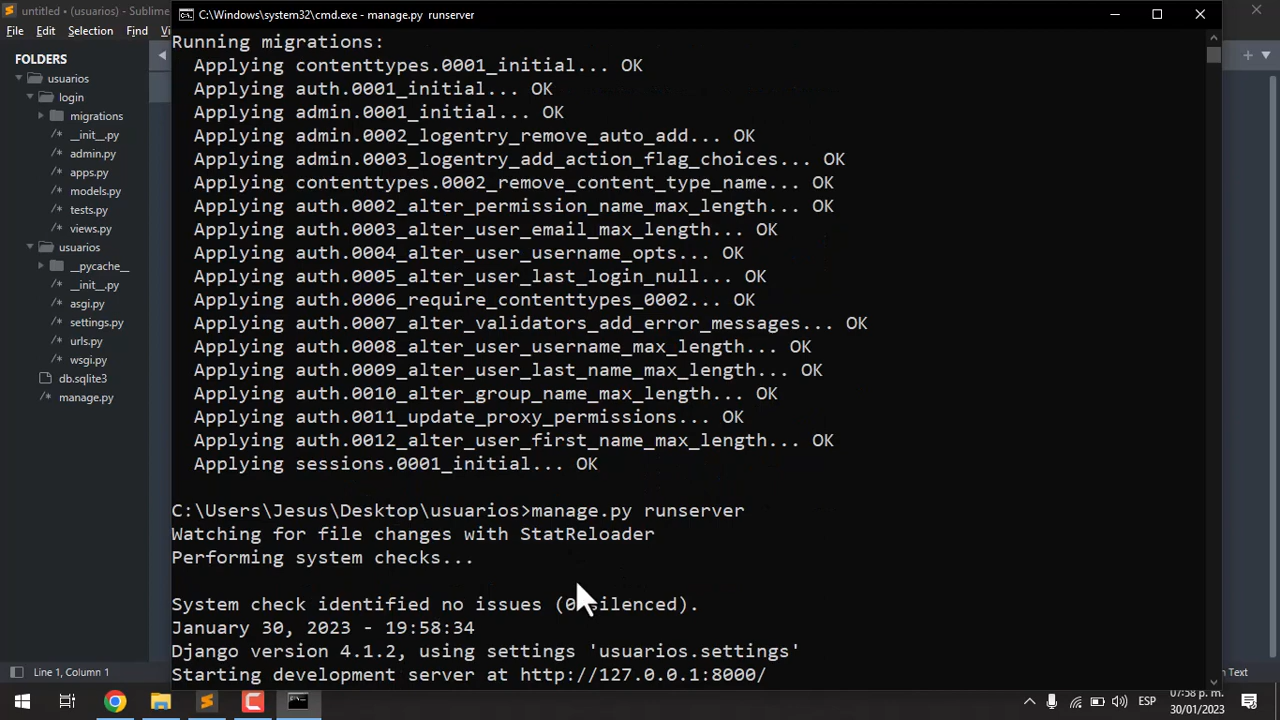 untitled • (usuarios) - Sublime
C:\Windows\system32\cmd.exe - manage.py runserver
File Edit Selection Find
FOLDERS
usuarios
login
migrations
/* __init__.py
/* admin.py
/* apps.py
/* models.py
/* tests.py
/* views.py
usuarios
__pycache__
/* __init__.py
/* asgi.py
/* settings.py
/* urls.py
/* wsgi.py
db.sqlite3
/* manage.py
Running migrations:
Applying contenttypes.0001_initial... OK
Applying auth.0001_initial... OK
Applying admin.0001_initial... OK
Applying admin.0002_logentry_remove_auto_add... OK
Applying admin.0003_logentry_add_action_flag_choices... OK
Applying contenttypes.0002_remove_content_type_name... OK
Applying auth.0002_alter_permission_name_max_length... OK
Applying auth.0003_alter_user_email_max_length... OK
Applying auth.0004_alter_user_username_opts... OK
Applying auth.0005_alter_user_last_login_null... OK
Applying auth.0006_require_contenttypes_0002... OK
Applying auth.0007_alter_validators_add_error_messages... OK
Applying auth.0008_alter_user_username_max_length... OK
Applying auth.0009_alter_user_last_name_max_length... OK
Applying auth.0010_alter_group_name_max_length... OK
Applying auth.0011_update_proxy_permissions... OK
Applying auth.0012_alter_user_first_name_max_length... OK
Applying sessions.0001_initial... OK
C:\Users\Jesus\Desktop\usuarios>manage.py runserver
Watching for file changes with StatReloader
Performing system checks...
System check identified no issues (0 silenced).
January 30, 2023 - 19:58:34
Django version 4.1.2, using settings 'usuarios.settings'
Starting development server at http://127.0.0.1:8000/
Line 1, Column 1
Text
ESP
07:58 p. m.
30/01/2023